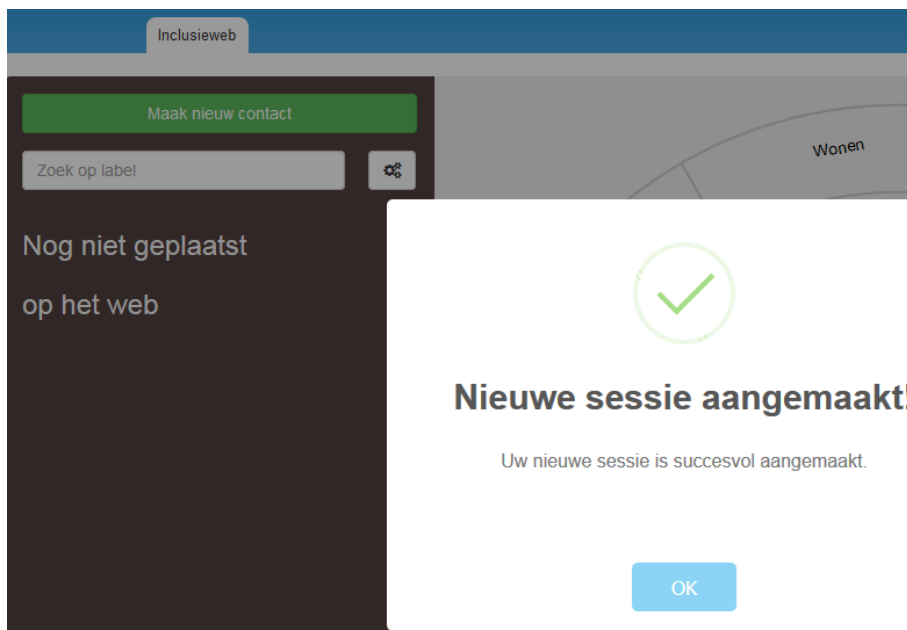 Inclusieweb
Maak nieuw contact
Zoek op label
Wonen
Nog niet geplaatst
op het web
Nieuwe sessie aangemaakt!
Uw nieuwe sessie is succesvol aangemaakt.
OK